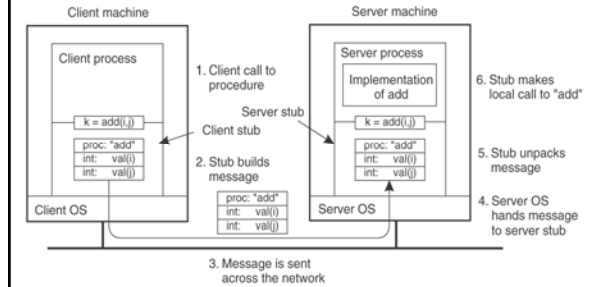 Client machine
Server machine
Client process
1. Client call to
procedure
Server process
Implementation
of add
6. Stub makes
local call to "add"
Server stub
k = add(i,j)
k = add(i,j)
Client stub
proc: "add"
int: val(i)
int: val(j)
2. Stub builds
message
proc: "add"
int: val(i)
int: val(j)
5. Stub unpacks
message
proc: "add"
int: val(i)
int: val(j)
Client OS
Server OS
4. Server OS
hands message
to server stub
3. Message is sent
across the network